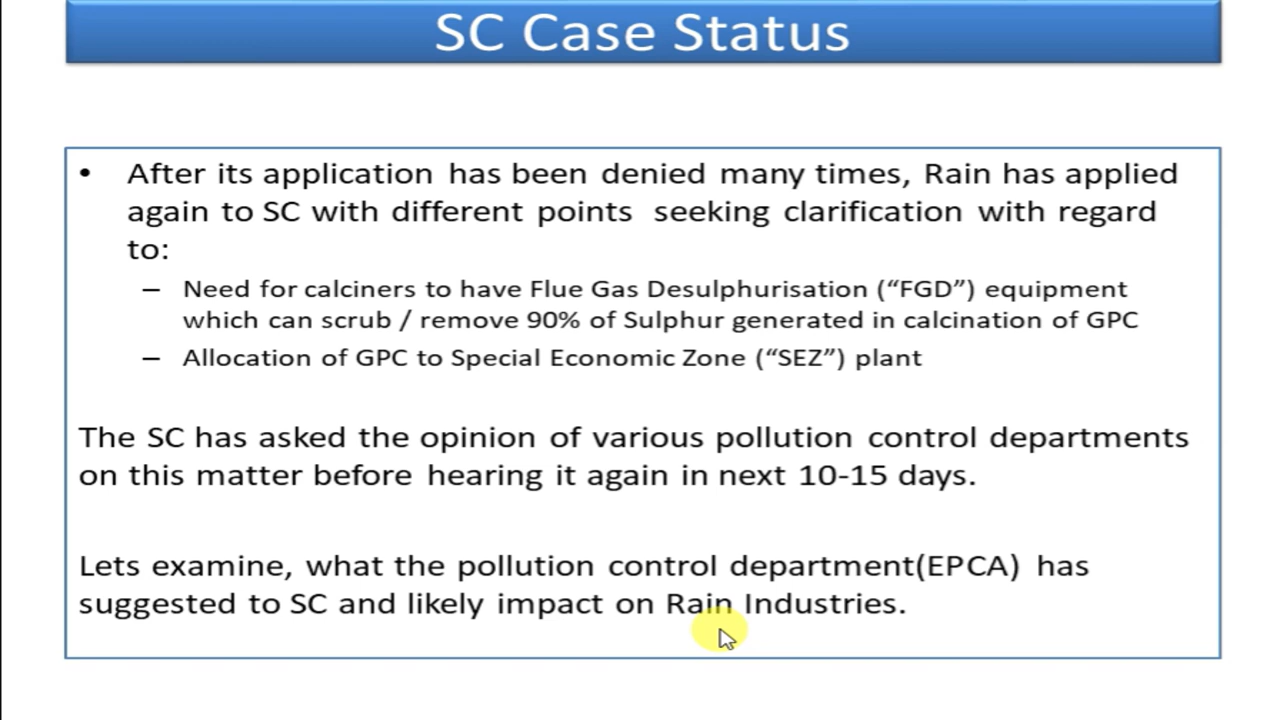 SC Case Status
• After its application has been denied many times, Rain has applied
again to SC with different points seeking clarification with regard
to:
– Need for calciners to have Flue Gas Desulphurisation (“FGD”) equipment
which can scrub / remove 90% of Sulphur generated in calcination of GPC
– Allocation of GPC to Special Economic Zone (“SEZ”) plant
The SC has asked the opinion of various pollution control departments
on this matter before hearing it again in next 10-15 days.
Lets examine, what the pollution control department(EPCA) has
suggested to SC and likely impact on Rain Industries.